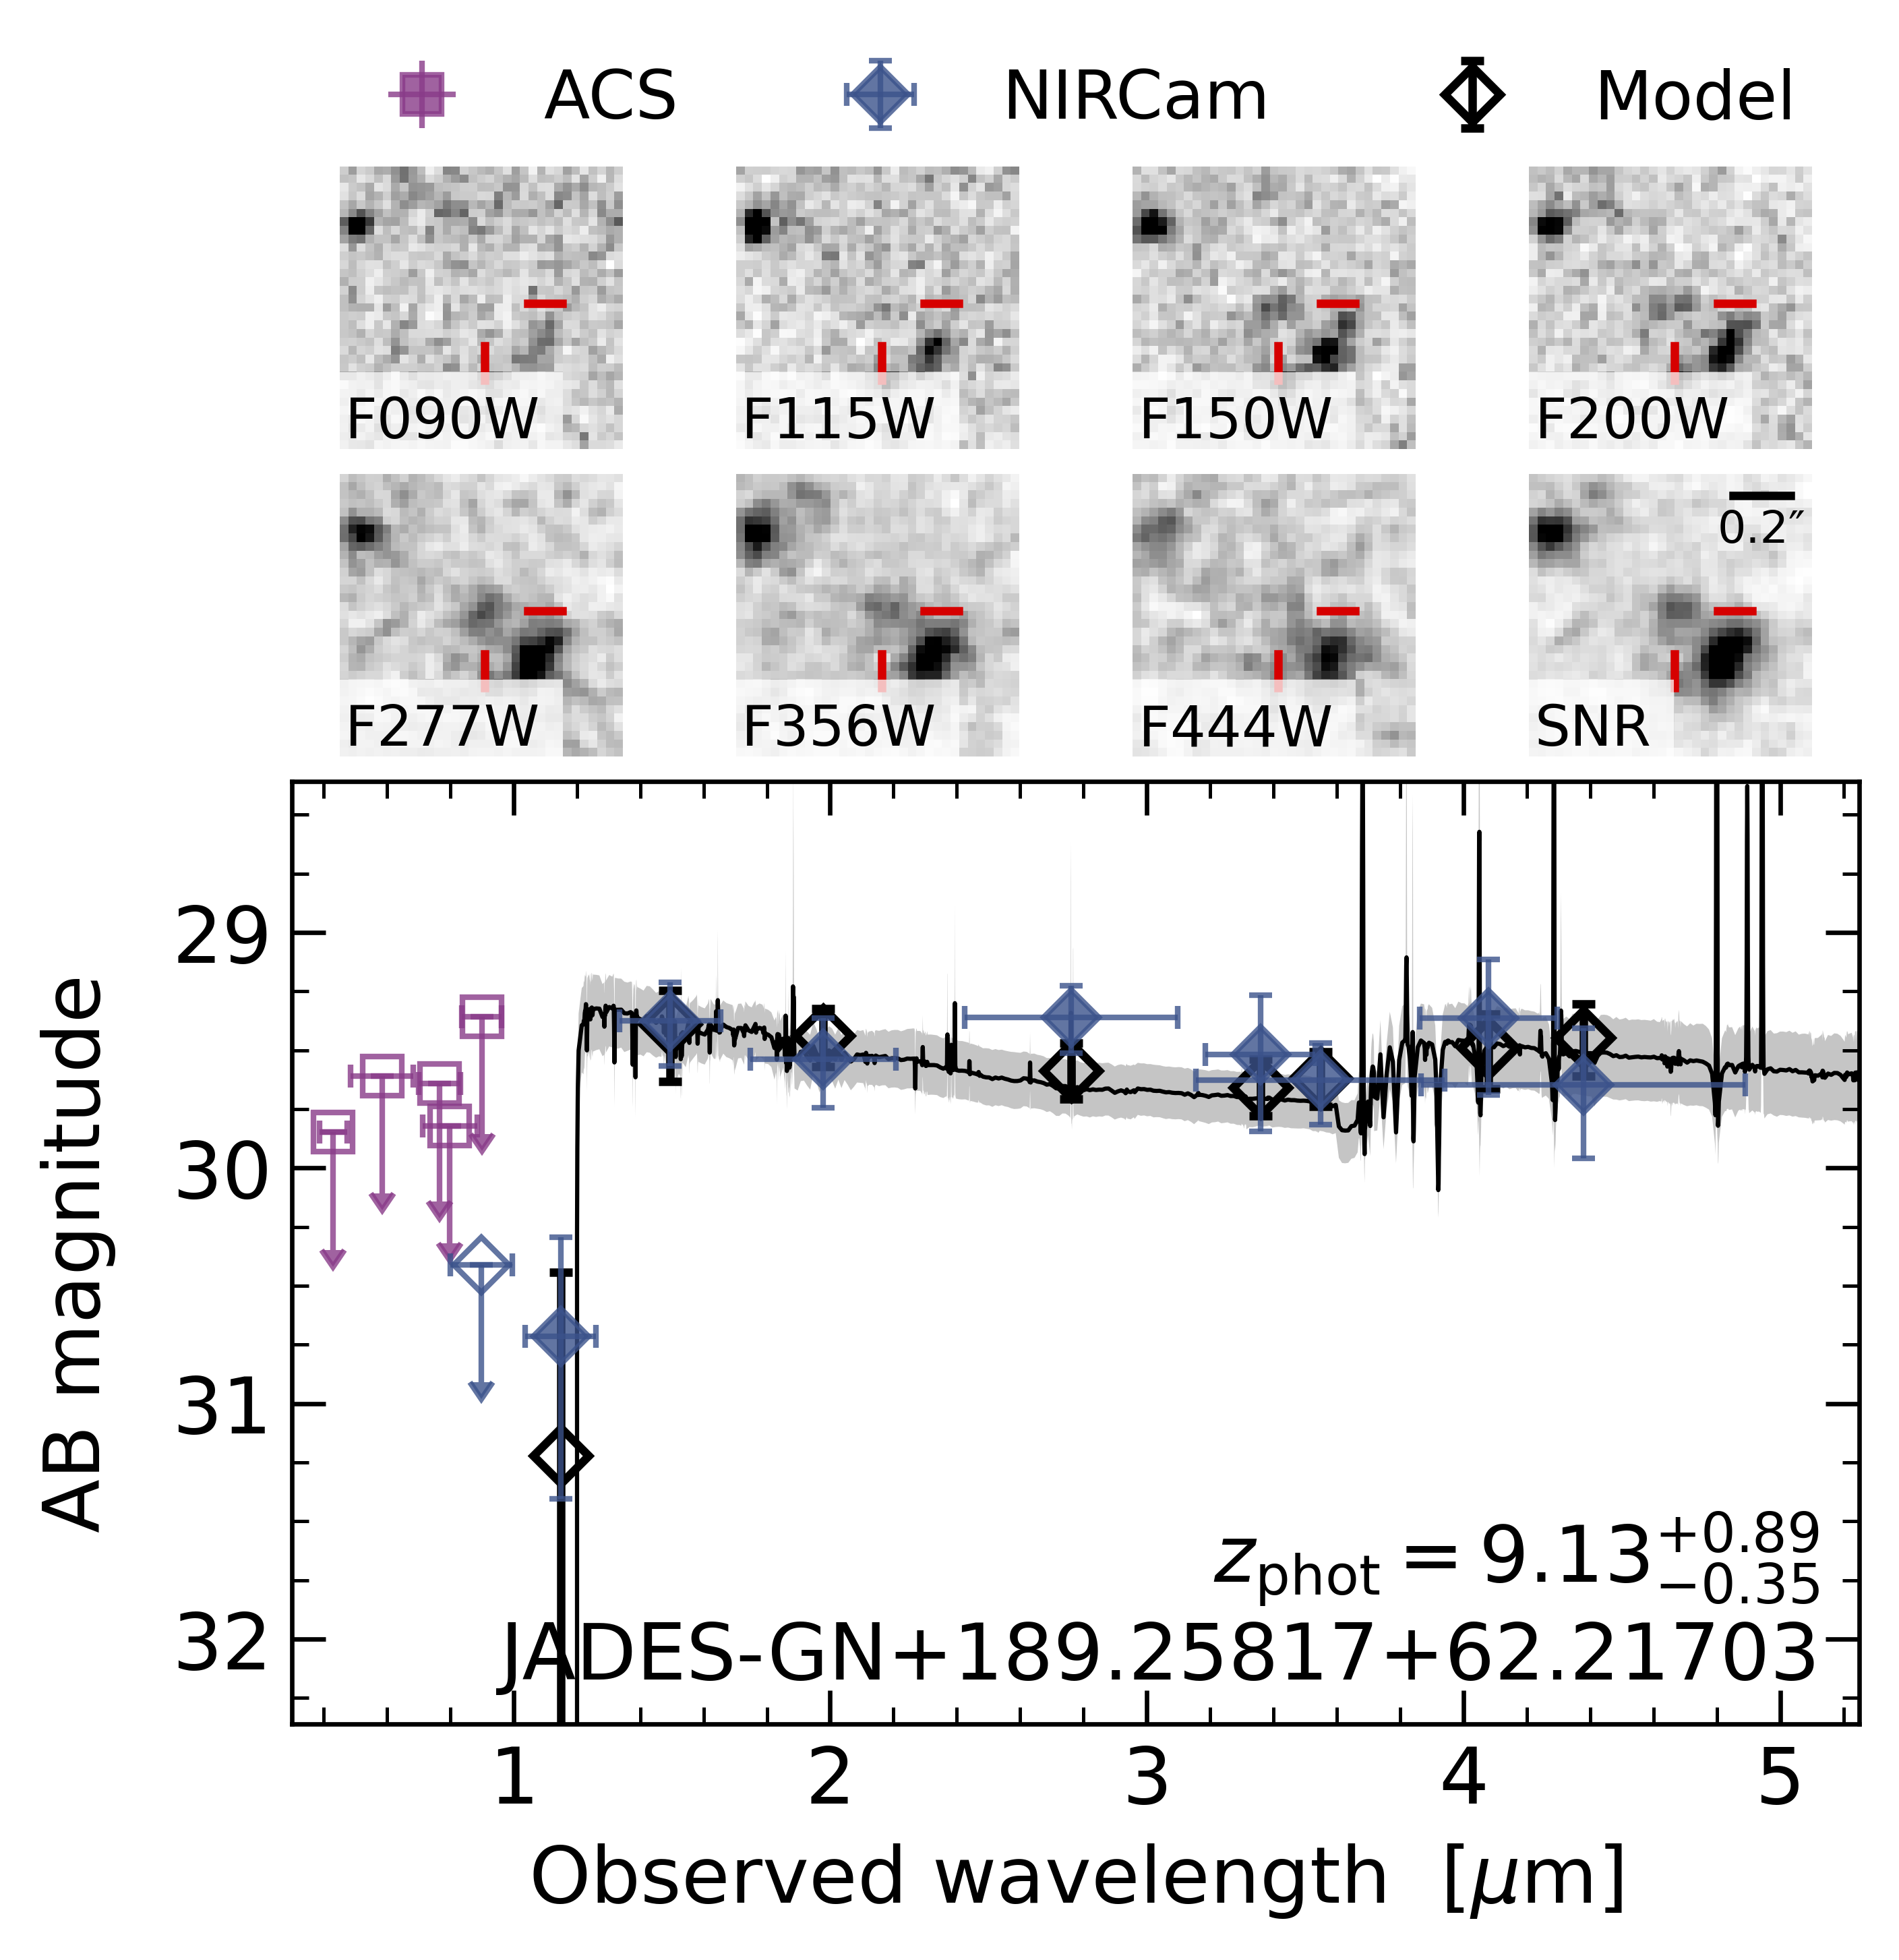 ACS NIRCam Model
F090W F115W F150W F200W
0.2″
F277W F356W F444W SNR
29
30
31
32
AB magnitude
z_phot = 9.13^{+0.89}_{−0.35}
JADES-GN+189.25817+62.21703
1 2 3 4 5
Observed wavelength [μm]